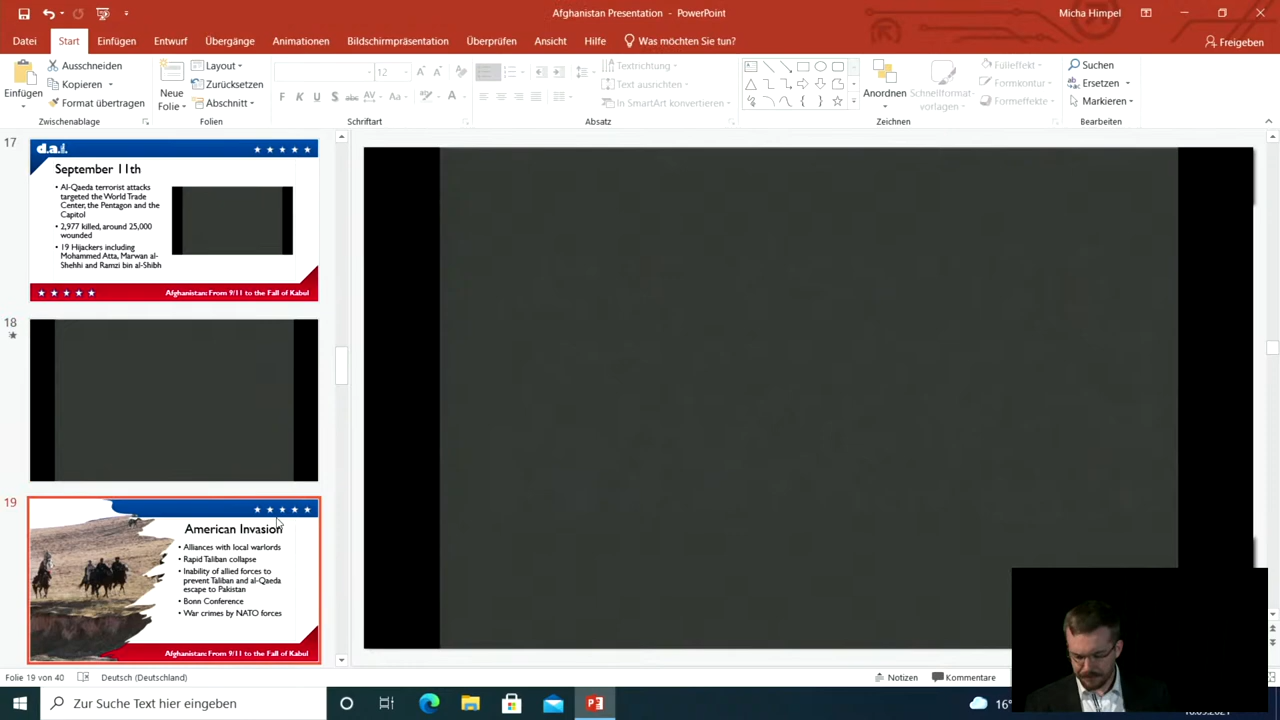 Afghanistan Presentation - PowerPoint
Micha Himpel
Datei Start Einfügen Entwurf Übergänge Animationen Bildschirmpräsentation Überprüfen Ansicht Hilfe Was möchten Sie tun? Freigeben
Einfügen
Ausschneiden
Kopieren
Format übertragen
Zwischenablage
Neue
Folie
Layout
Zurücksetzen
Abschnitt
Folien
12
F K U S abc AV Aa A
Schriftart
Textrichtung
Text ausrichten
In SmartArt konvertieren
Absatz
Anordnen
Schnellformat-
vorlagen
Fülleffekt
Formkontur
Formeffekte
Zeichnen
Suchen
Ersetzen
Markieren
Bearbeiten
17
d.a.i.
September 11th
• Al-Qaeda terrorist attacks
targeted the World Trade
Center, the Pentagon and the
Capitol
• 2,977 killed, around 25,000
wounded
• 19 Hijackers including
Mohammed Atta, Marwan al-
Shehhi and Ramzi bin al-Shibh
Afghanistan: From 9/11 to the Fall of Kabul
18
19
American Invasion
• Alliances with local warlords
• Rapid Taliban collapse
• Inability of allied forces to
prevent Taliban and al-Qaeda
escape to Pakistan
• Bonn Conference
• War crimes by NATO forces
Afghanistan: From 9/11 to the Fall of Kabul
Folie 19 von 40 Deutsch (Deutschland) Notizen Kommentare
Zur Suche Text hier eingeben
16°